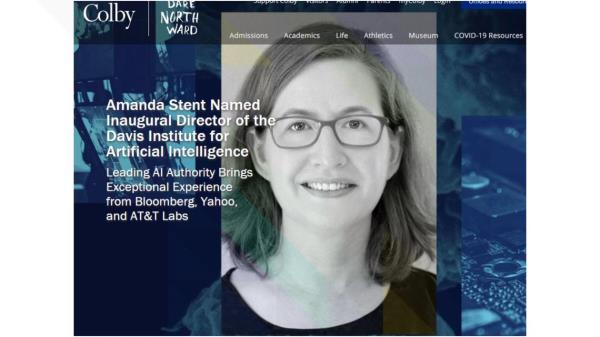 Colby
DARE
NORTH
WARD
Support Colby Visitors Alumni Parents myColby Login Offices and Resour
Admissions Academics Life Athletics Museum COVID-19 Resources
Amanda Stent Named
Inaugural Director of the
Davis Institute for
Artificial Intelligence
Leading AI Authority Brings
Exceptional Experience
from Bloomberg, Yahoo,
and AT&T Labs